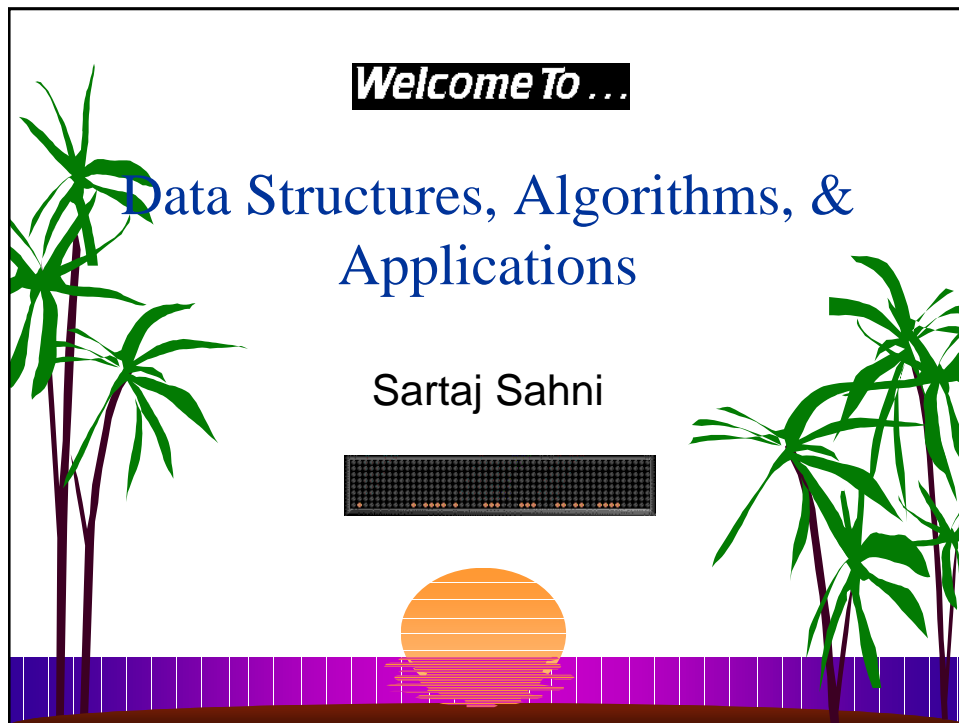 Welcome To ...
Data Structures, Algorithms, &
Applications
Sartaj Sahni